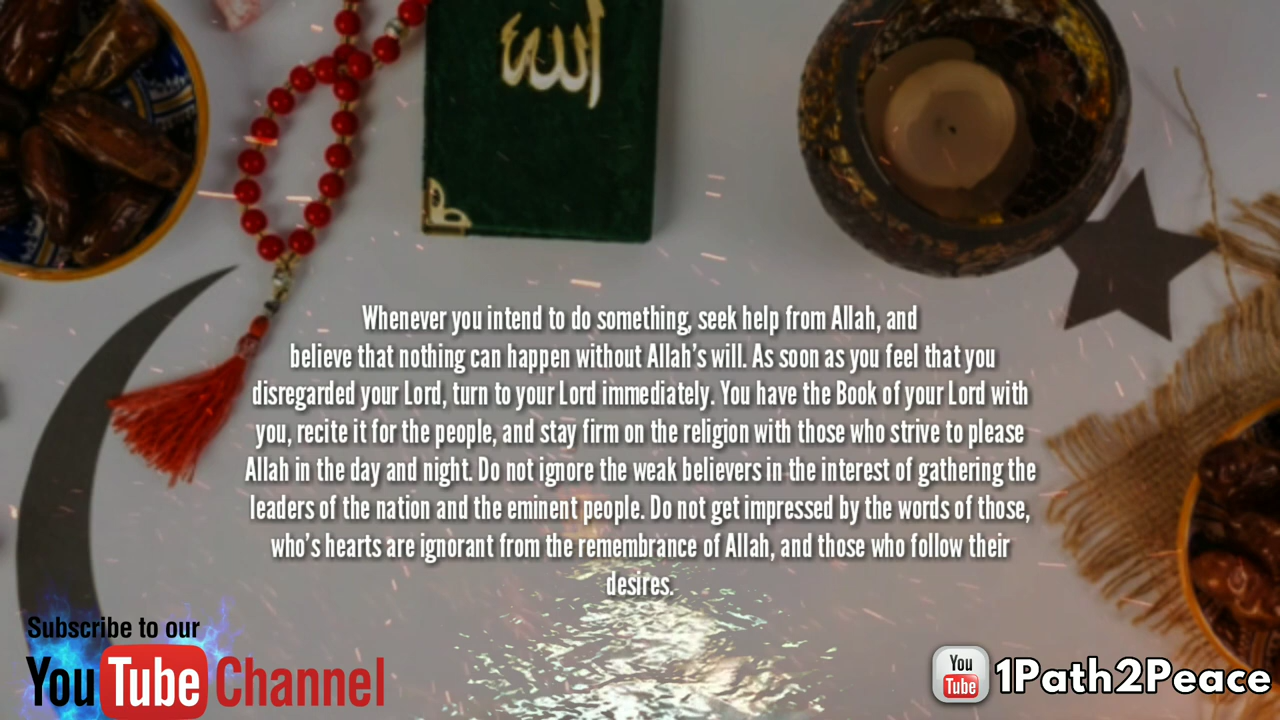 الله
Whenever you intend to do something, seek help from Allah, and
believe that nothing can happen without Allah's will. As soon as you feel that you
disregarded your Lord, turn to your Lord immediately. You have the Book of your Lord with
you, recite it for the people, and stay firm on the religion with those who strive to please
Allah in the day and night. Do not ignore the weak believers in the interest of gathering the
leaders of the nation and the eminent people. Do not get impressed by the words of those,
who's hearts are ignorant from the remembrance of Allah, and those who follow their
desires.
Subscribe to our
YouTube Channel
You
Tube
1Path2Peace